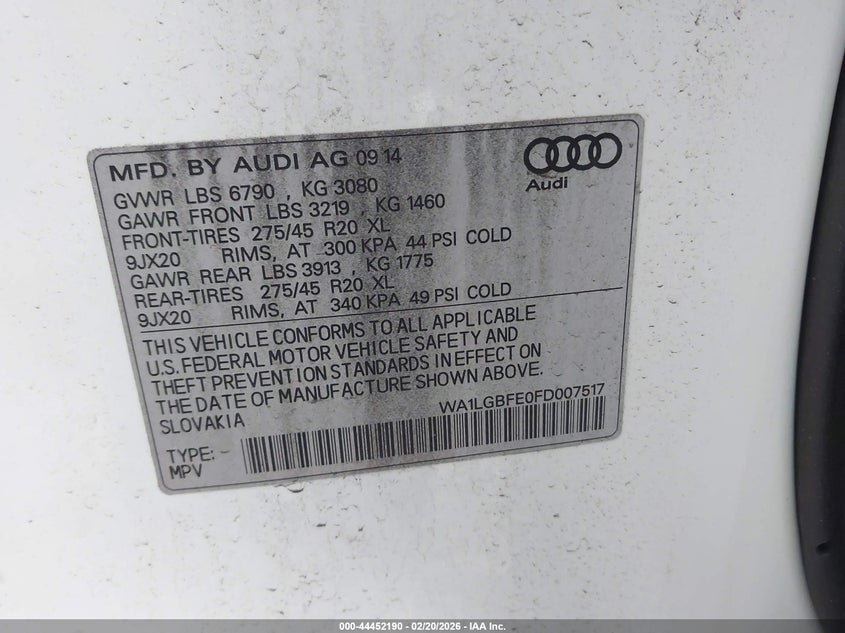 MFD. BY AUDI AG 09 14
Audi
GVWR LBS 6790 , KG 3080
GAWR FRONT LBS 3219 , KG 1460
FRONT-TIRES 275/45 R20 XL
9JX20 RIMS, AT 300 KPA 44 PSI COLD
GAWR REAR LBS 3913 , KG 1775
REAR-TIRES 275/45 R20 XL
9JX20 RIMS, AT 340 KPA 49 PSI COLD
THIS VEHICLE CONFORMS TO ALL APPLICABLE
U.S. FEDERAL MOTOR VEHICLE SAFETY AND
THEFT PREVENTION STANDARDS IN EFFECT ON
THE DATE OF MANUFACTURE SHOWN ABOVE.
SLOVAKIA
WA1LGBFE0FD007517
TYPE: -
MPV
000-44452190 - 02/20/2026 - IAA Inc.